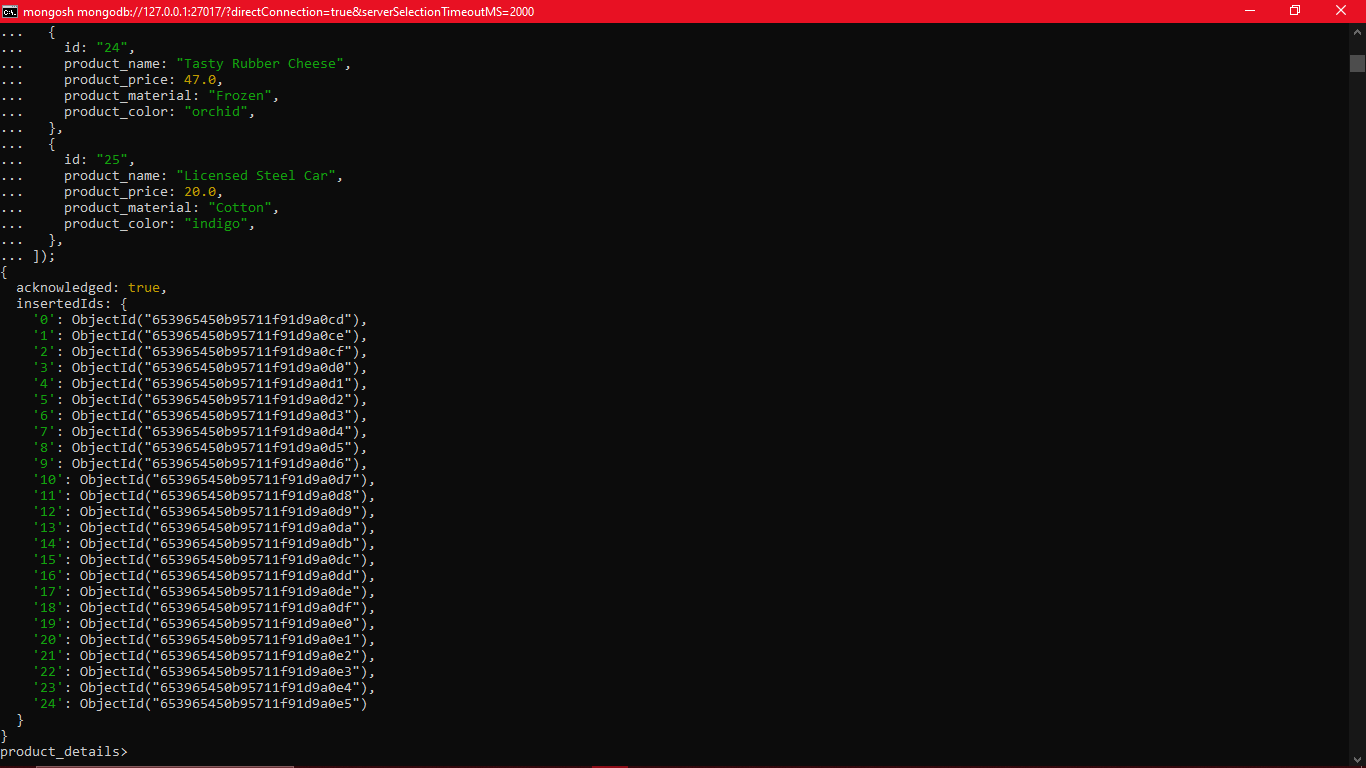 mongosh mongodb://127.0.0.1:27017/?directConnection=true&serverSelectionTimeoutMS=2000
...   {
...     id: "24",
...     product_name: "Tasty Rubber Cheese",
...     product_price: 47.0,
...     product_material: "Frozen",
...     product_color: "orchid",
...   },
...   {
...     id: "25",
...     product_name: "Licensed Steel Car",
...     product_price: 20.0,
...     product_material: "Cotton",
...     product_color: "indigo",
...   },
... ]);
{
  acknowledged: true,
  insertedIds: {
    '0': ObjectId("653965450b95711f91d9a0cd"),
    '1': ObjectId("653965450b95711f91d9a0ce"),
    '2': ObjectId("653965450b95711f91d9a0cf"),
    '3': ObjectId("653965450b95711f91d9a0d0"),
    '4': ObjectId("653965450b95711f91d9a0d1"),
    '5': ObjectId("653965450b95711f91d9a0d2"),
    '6': ObjectId("653965450b95711f91d9a0d3"),
    '7': ObjectId("653965450b95711f91d9a0d4"),
    '8': ObjectId("653965450b95711f91d9a0d5"),
    '9': ObjectId("653965450b95711f91d9a0d6"),
    '10': ObjectId("653965450b95711f91d9a0d7"),
    '11': ObjectId("653965450b95711f91d9a0d8"),
    '12': ObjectId("653965450b95711f91d9a0d9"),
    '13': ObjectId("653965450b95711f91d9a0da"),
    '14': ObjectId("653965450b95711f91d9a0db"),
    '15': ObjectId("653965450b95711f91d9a0dc"),
    '16': ObjectId("653965450b95711f91d9a0dd"),
    '17': ObjectId("653965450b95711f91d9a0de"),
    '18': ObjectId("653965450b95711f91d9a0df"),
    '19': ObjectId("653965450b95711f91d9a0e0"),
    '20': ObjectId("653965450b95711f91d9a0e1"),
    '21': ObjectId("653965450b95711f91d9a0e2"),
    '22': ObjectId("653965450b95711f91d9a0e3"),
    '23': ObjectId("653965450b95711f91d9a0e4"),
    '24': ObjectId("653965450b95711f91d9a0e5")
  }
}
product_details>